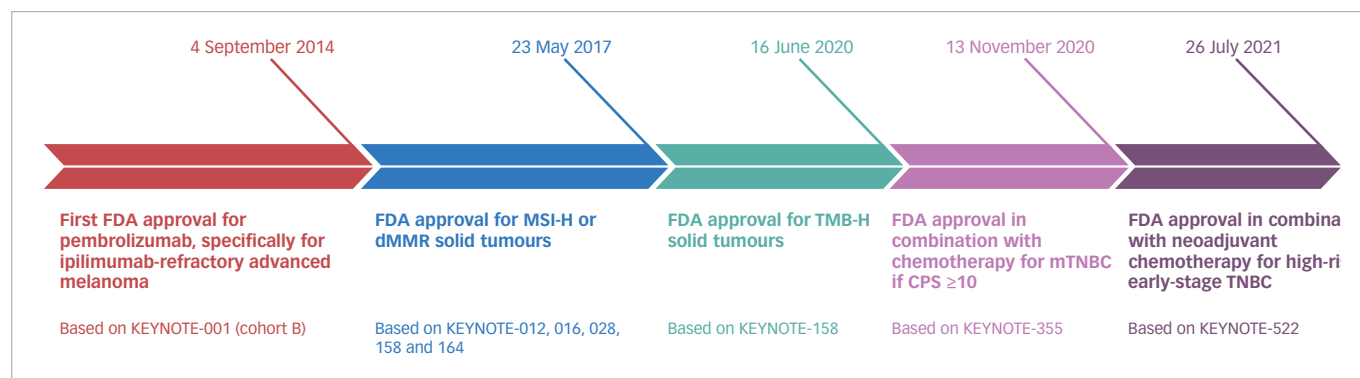 4 September 2014
23 May 2017
16 June 2020
13 November 2020
26 July 2021
First FDA approval for
pembrolizumab, specifically for
ipilimumab-refractory advanced
melanoma
Based on KEYNOTE-001 (cohort B)
FDA approval for MSI-H or
dMMR solid tumours
Based on KEYNOTE-012, 016, 028,
158 and 164
FDA approval for TMB-H
solid tumours
Based on KEYNOTE-158
FDA approval in
combination with
chemotherapy for mTNBC
if CPS ≥10
Based on KEYNOTE-355
FDA approval in
with neoadjuvant
chemotherapy for
early-stage TNBC
Based on KEYNOTE-522